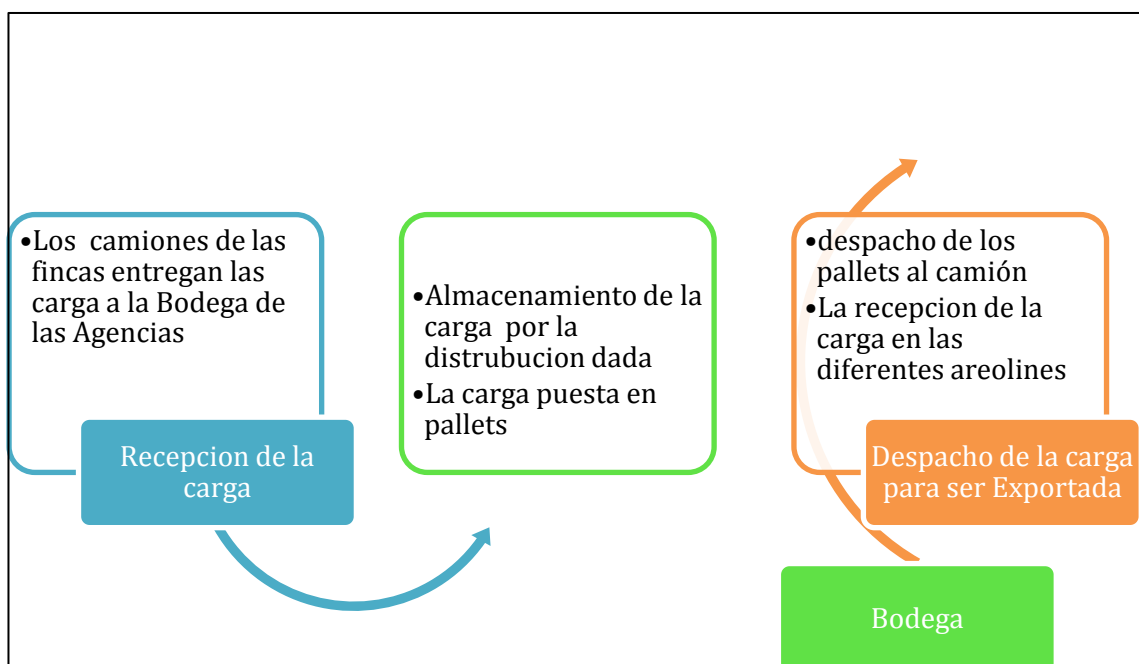 •Los camiones de las
fincas entregan las
carga a la Bodega de
las Agencias
Recepcion de la
carga
•Almacenamiento de la
carga por la
distrubucion dada
•La carga puesta en
pallets
•despacho de los
pallets al camión
•La recepcion de la
carga en las
diferentes areolines
Despacho de la carga
para ser Exportada
Bodega